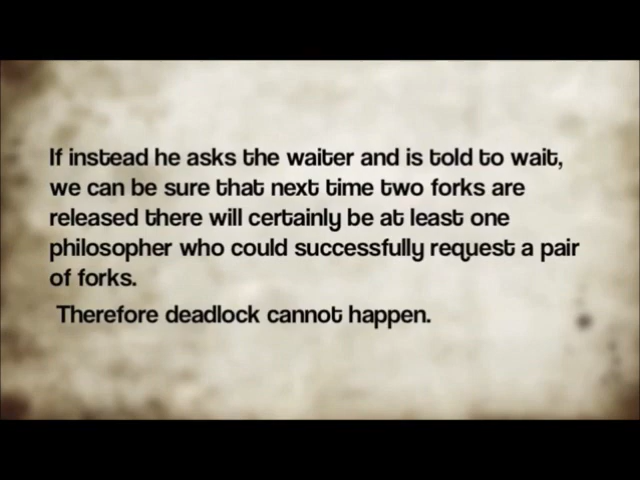 If instead he asks the waiter and is told to wait,
we can be sure that next time two forks are
released there will certainly be at least one
philosopher who could successfully request a pair
of forks.
Therefore deadlock cannot happen.